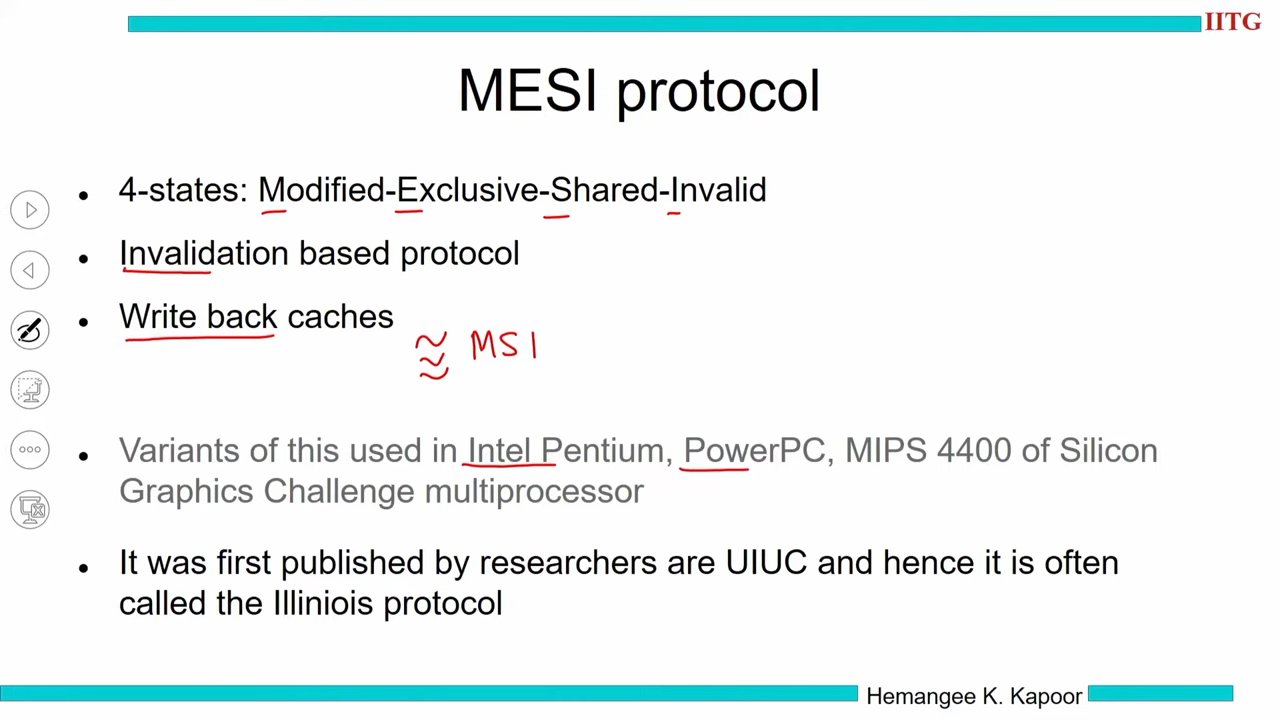 IITG
MESI protocol
• 4-states: Modified-Exclusive-Shared-Invalid
• Invalidation based protocol
• Write back caches
≈ MSI
• Variants of this used in Intel Pentium, PowerPC, MIPS 4400 of Silicon
Graphics Challenge multiprocessor
• It was first published by researchers are UIUC and hence it is often
called the Illiniois protocol
Hemangee K. Kapoor